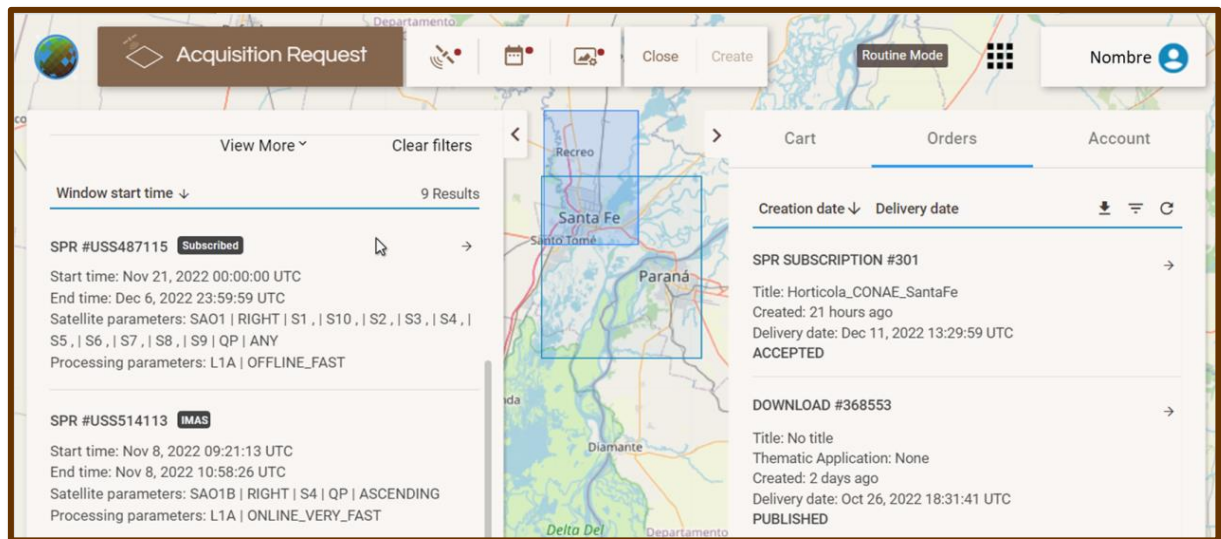 Departamento
Acquisition Request
Close
Create
Routine Mode
Nombre
View More
Clear filters
Window start time ↓
9 Results
SPR #USS487115 Subscribed →
Start time: Nov 21, 2022 00:00:00 UTC
End time: Dec 6, 2022 23:59:59 UTC
Satellite parameters: SAO1 | RIGHT | S1 , | S10 , | S2 , | S3 , | S4 , |
S5 , | S6 , | S7 , | S8 , | S9 | QP | ANY
Processing parameters: L1A | OFFLINE_FAST
SPR #USS514113 IMAS
Start time: Nov 8, 2022 09:21:13 UTC
End time: Nov 8, 2022 10:58:26 UTC
Satellite parameters: SAO1B | RIGHT | S4 | QP | ASCENDING
Processing parameters: L1A | ONLINE_VERY_FAST
Recreo
Santa Fe
Santo Tomé
Paraná
Diamante
Delta Del
Departamento
Cart
Orders
Account
Creation date ↓ Delivery date
SPR SUBSCRIPTION #301 →
Title: Horticola_CONAE_SantaFe
Created: 21 hours ago
Delivery date: Dec 11, 2022 13:29:59 UTC
ACCEPTED
DOWNLOAD #368553 →
Title: No title
Thematic Application: None
Created: 2 days ago
Delivery date: Oct 26, 2022 18:31:41 UTC
PUBLISHED